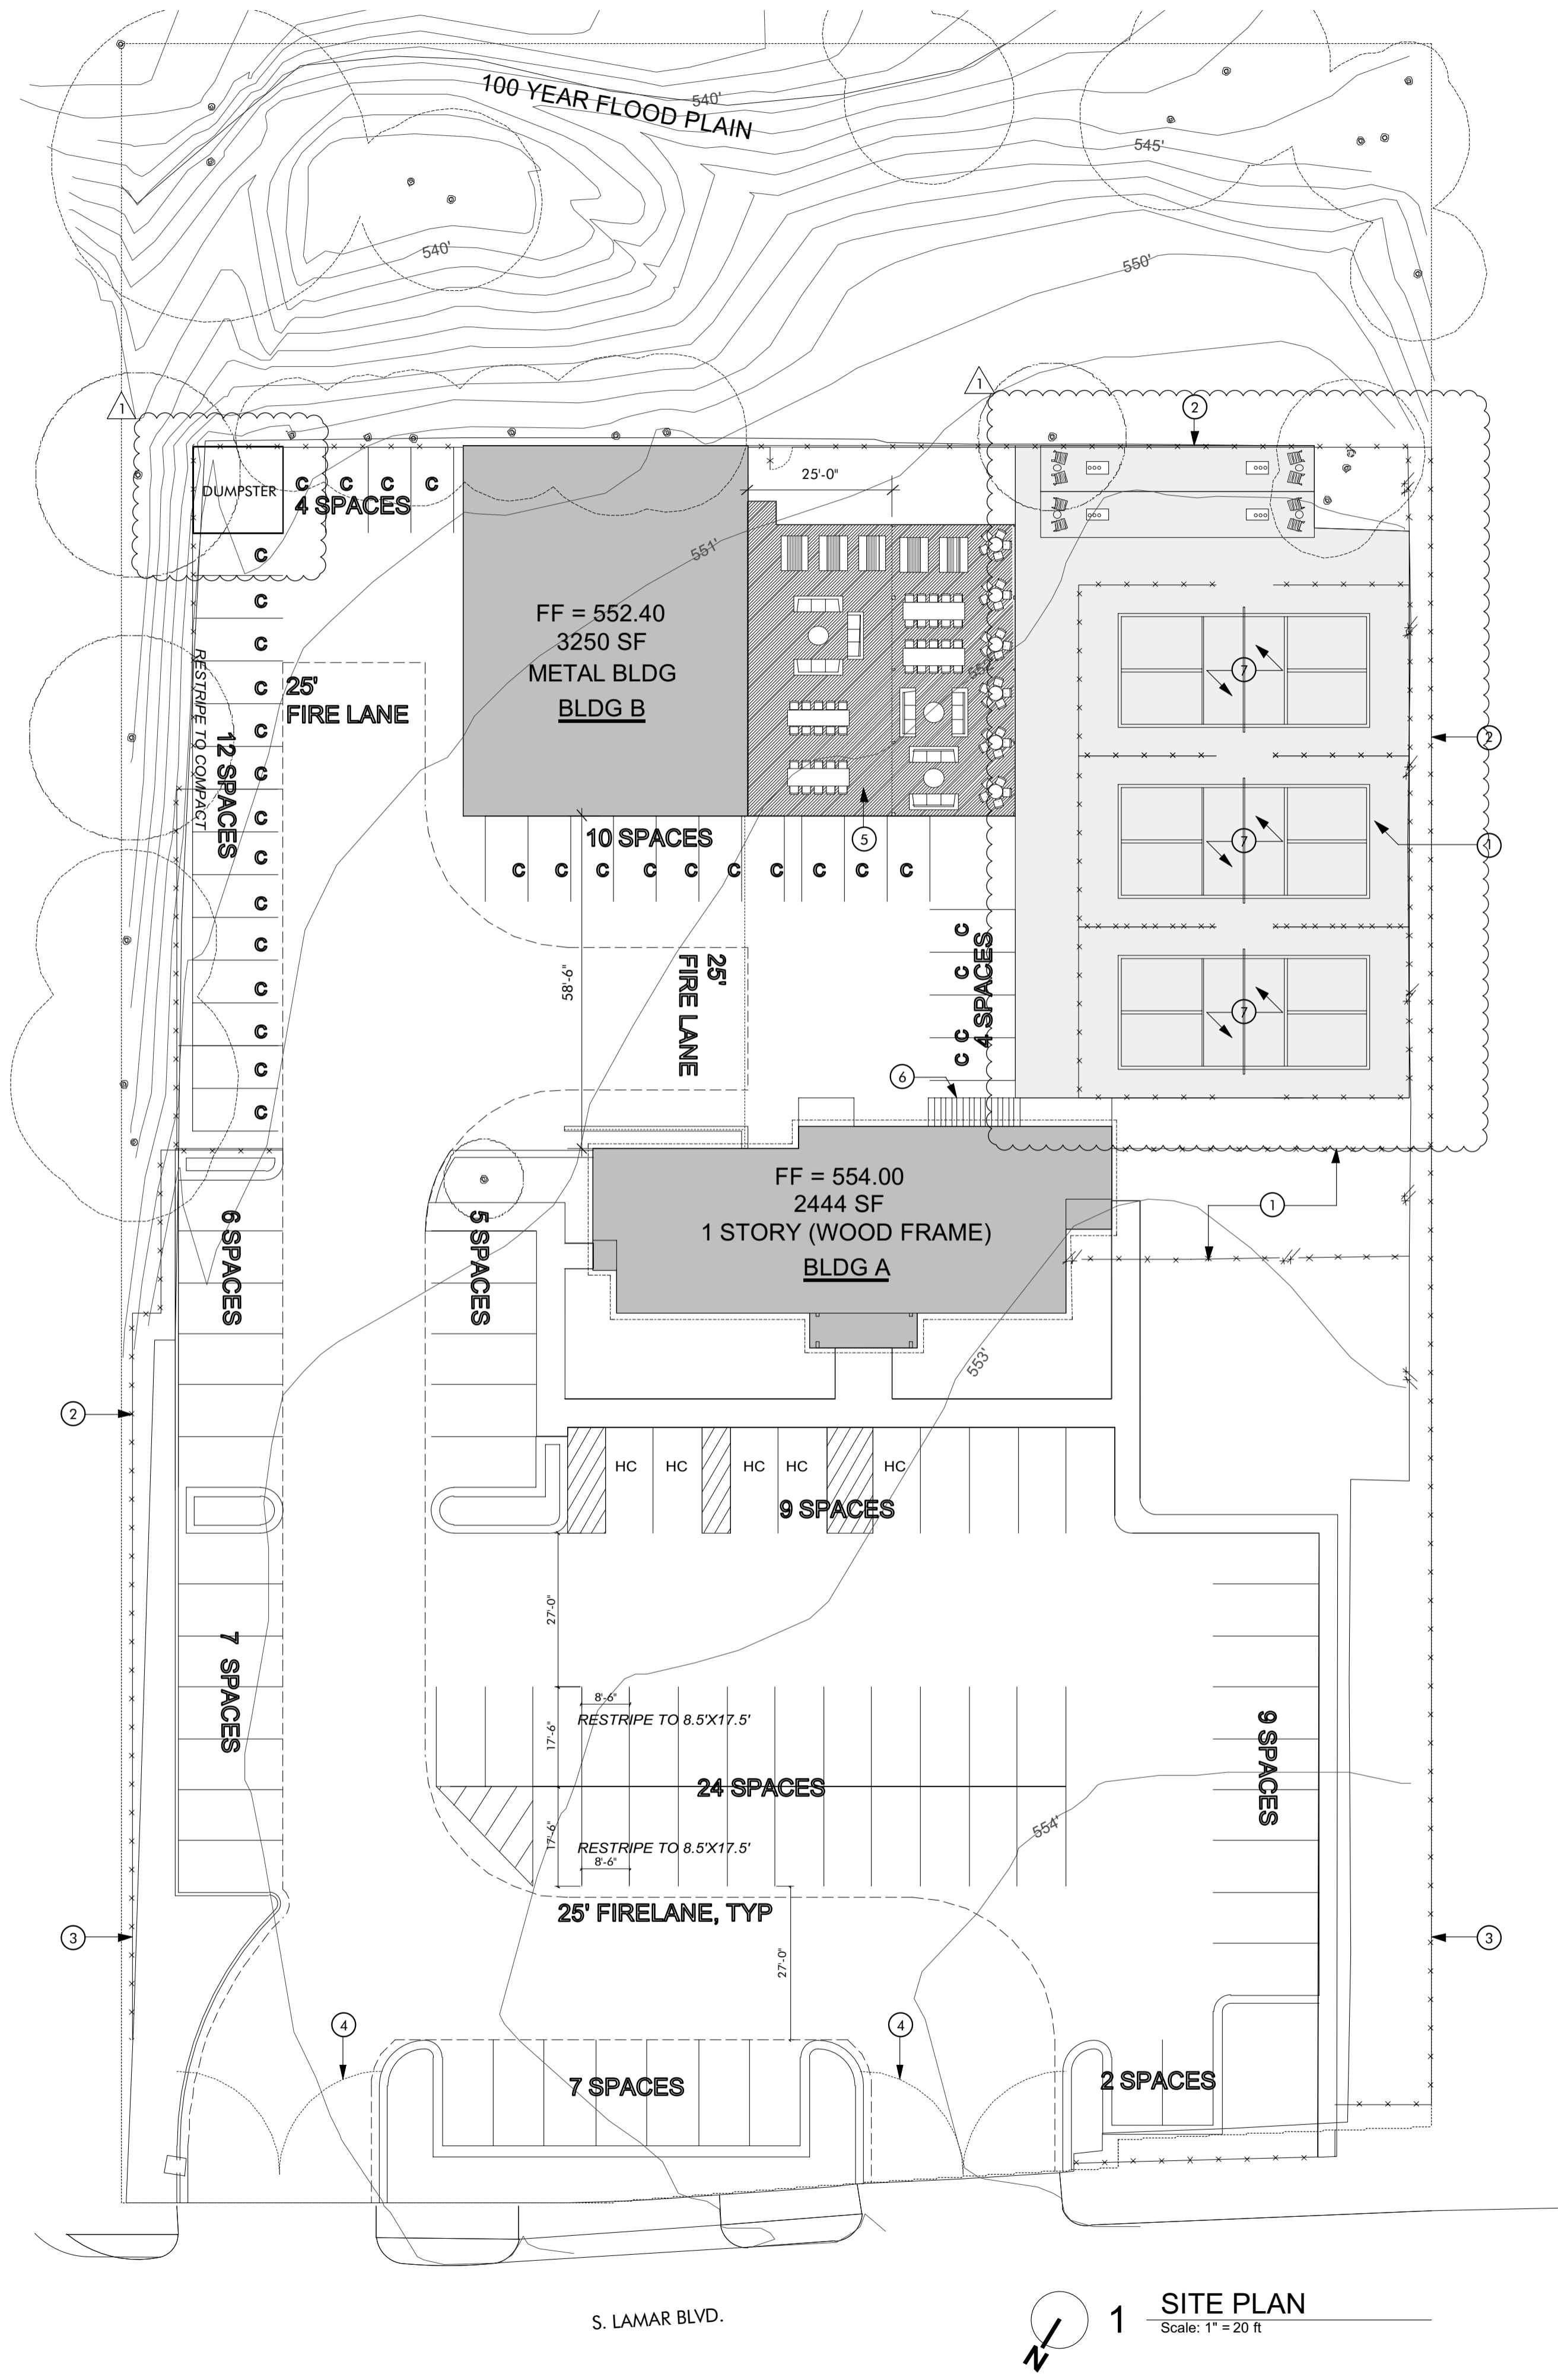 540'
100 YEAR FLOOD PLAIN
545'
540'
550'
1
1
2
DUMPSTER
C C C C
4 SPACES
25'-0"
551'
C
C
C
C
C
C
C
C
C
C
C
C
C
C
RESTRIPE TO COMPACT
12 SPACES
25'
FIRE LANE
FF = 552.40
3250 SF
METAL BLDG
BLDG B
552'
7
2
10 SPACES
5
7
1
C C C C C C C C C C
58'-6"
25'
FIRE LANE
C
C
C
C
4 SPACES
7
6
FF = 554.00
2444 SF
1 STORY (WOOD FRAME)
BLDG A
1
6 SPACES
5 SPACES
553'
2
HC HC HC HC HC
9 SPACES
27'-0"
7 SPACES
8'-6"
RESTRIPE TO 8.5'X17.5'
17'-6"
24 SPACES
9 SPACES
17'-6"
RESTRIPE TO 8.5'X17.5'
8'-6"
554'
25' FIRELANE, TYP
3
27'-0"
3
4
4
7 SPACES
2 SPACES
S. LAMAR BLVD.
N
1 SITE PLAN
Scale: 1" = 20 ft